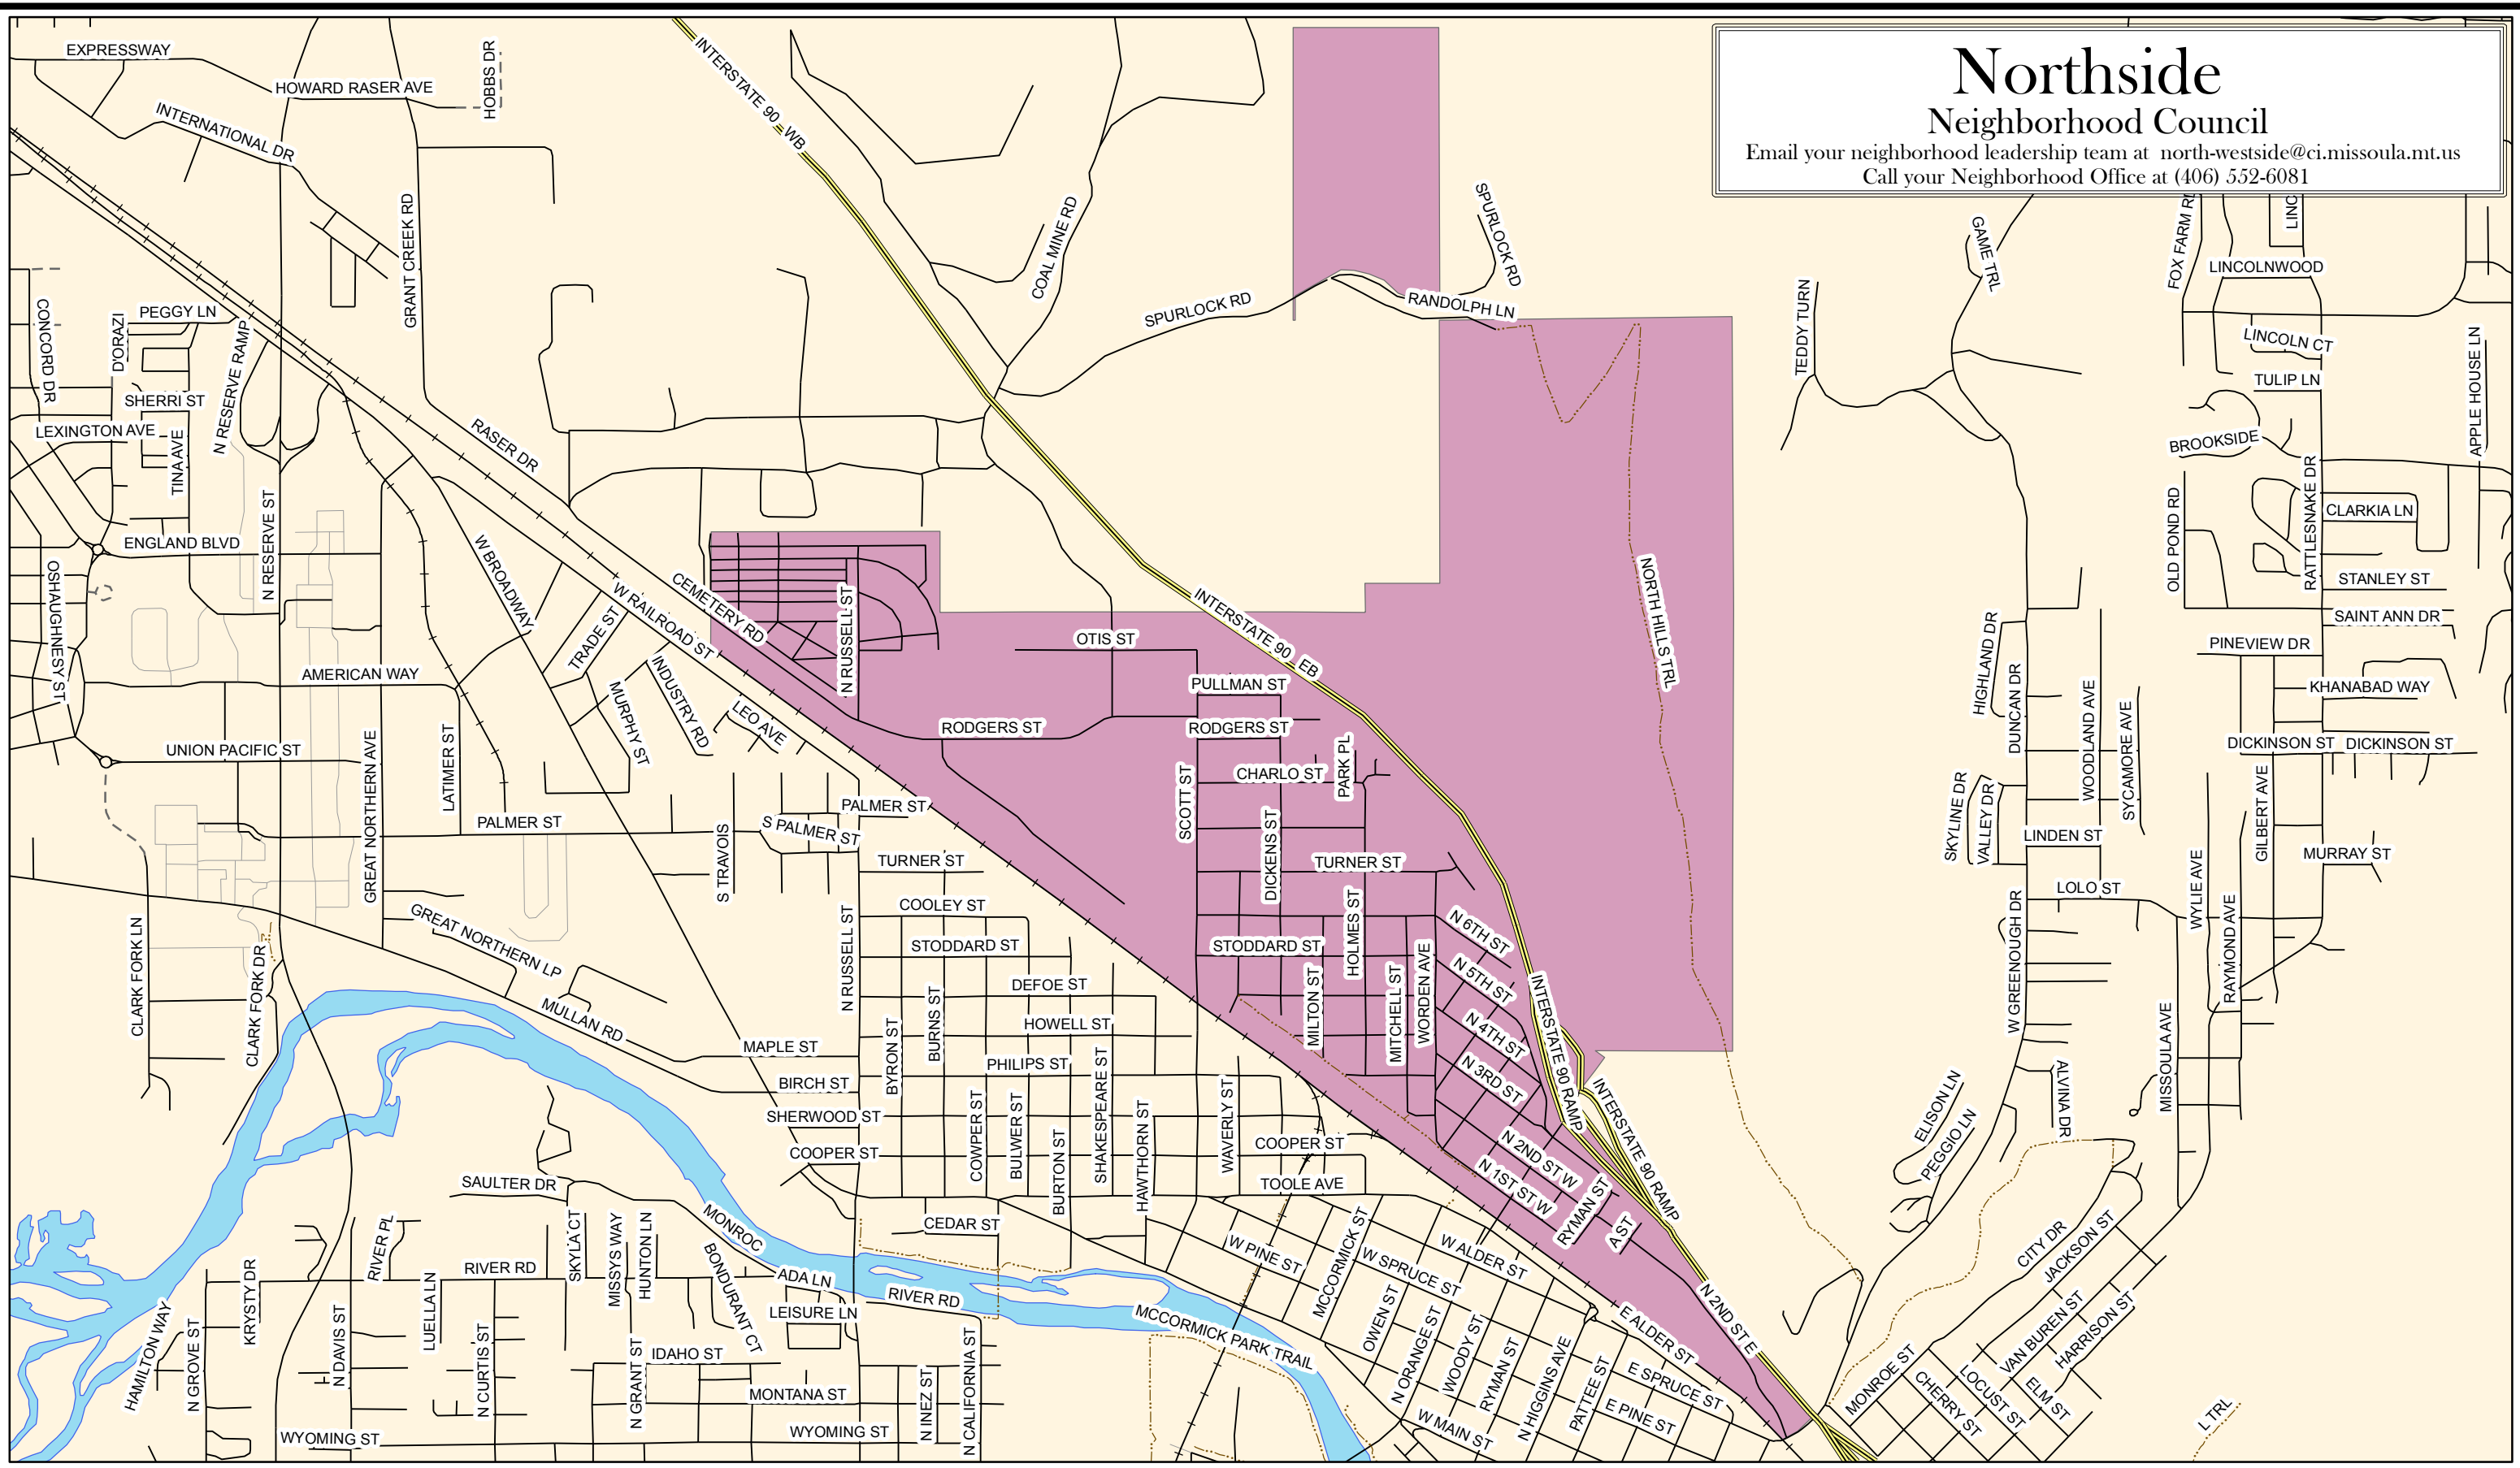 Northside
Neighborhood Council
Email your neighborhood leadership team at north-westside@ci.missoula.mt.us
Call your Neighborhood Office at (406) 552-6081
EXPRESSWAY
HOWARD RASER AVE
HOBBS DR
INTERNATIONAL DR
INTERSTATE 90 WB
GRANT CREEK RD
COAL MINE RD
SPURLOCK RD
SPURLOCK RD
RANDOLPH LN
GAME TRL
FOX FARM RD
LINC
LINCOLNWOOD
TEDDY TURN
LINCOLN CT
TULIP LN
APPLE HOUSE LN
BROOKSIDE
CONCORD DR
D'ORAZI
PEGGY LN
N RESERVE RAMP
SHERRI ST
LEXINGTON AVE
TINA AVE
RASER DR
N RESERVE ST
ENGLAND BLVD
W BROADWAY
OSHAUGHNESY ST
CEMETERY RD
W RAILROAD ST
TRADE ST
N RUSSELL ST
OTIS ST
INTERSTATE 90 EB
NORTH HILLS TRL
OLD POND RD
RATTLESNAKE DR
CLARKIA LN
STANLEY ST
SAINT ANN DR
PINEVIEW DR
KHANABAD WAY
HIGHLAND DR
DUNCAN DR
WOODLAND AVE
SYCAMORE AVE
DICKINSON ST
DICKINSON ST
AMERICAN WAY
MURPHY ST
INDUSTRY RD
LEO AVE
PULLMAN ST
RODGERS ST
RODGERS ST
UNION PACIFIC ST
GREAT NORTHERN AVE
LATIMER ST
CHARLO ST
PARK PL
SCOTT ST
DICKENS ST
SKYLINE DR
VALLEY DR
LINDEN ST
GILBERT AVE
MURRAY ST
PALMER ST
S TRAVOIS
S PALMER ST
PALMER ST
TURNER ST
TURNER ST
COOLEY ST
STODDARD ST
STODDARD ST
HOLMES ST
N 6TH ST
LOLO ST
WYLIE AVE
RAYMOND AVE
W GREENOUGH DR
CLARK FORK LN
CLARK FORK DR
GREAT NORTHERN LP
MULLAN RD
N RUSSELL ST
DEFOE ST
HOWELL ST
BURNS ST
BYRON ST
MILTON ST
MITCHELL ST
WORDEN AVE
N 5TH ST
N 4TH ST
N 3RD ST
INTERSTATE 90 RAMP
INTERSTATE 90 RAMP
MAPLE ST
BIRCH ST
PHILIPS ST
SHERWOOD ST
COOPER ST
COWPER ST
BULWER ST
BURTON ST
SHAKESPEARE ST
HAWTHORN ST
WAVERLY ST
COOPER ST
TOOLE AVE
N 2ND ST W
N 1ST ST W
RYMAN ST
A ST
ELISON LN
PEGGIO LN
ALVINA DR
MISSOULA AVE
SAULTER DR
MONROC
CEDAR ST
W PINE ST
MCCORMICK ST
W SPRUCE ST
W ALDER ST
CITY DR
JACKSON ST
RIVER PL
RIVER RD
SKYLA CT
MISSYS WAY
HUNTON LN
BONDURANT CT
ADA LN
LEISURE LN
RIVER RD
MCCORMICK PARK TRAIL
OWEN ST
N ORANGE ST
WOODY ST
RYMAN ST
N HIGGINS AVE
PATTEE ST
E ALDER ST
E SPRUCE ST
E PINE ST
W MAIN ST
N 2ND ST E
VAN BUREN ST
HARRISON ST
MONROE ST
CHERRY ST
LOCUST ST
ELM ST
L TRL
HAMILTON WAY
N GROVE ST
KRYSTY DR
N DAVIS ST
LUELLA LN
N CURTIS ST
N GRANT ST
IDAHO ST
MONTANA ST
WYOMING ST
WYOMING ST
N INEZ ST
N CALIFORNIA ST